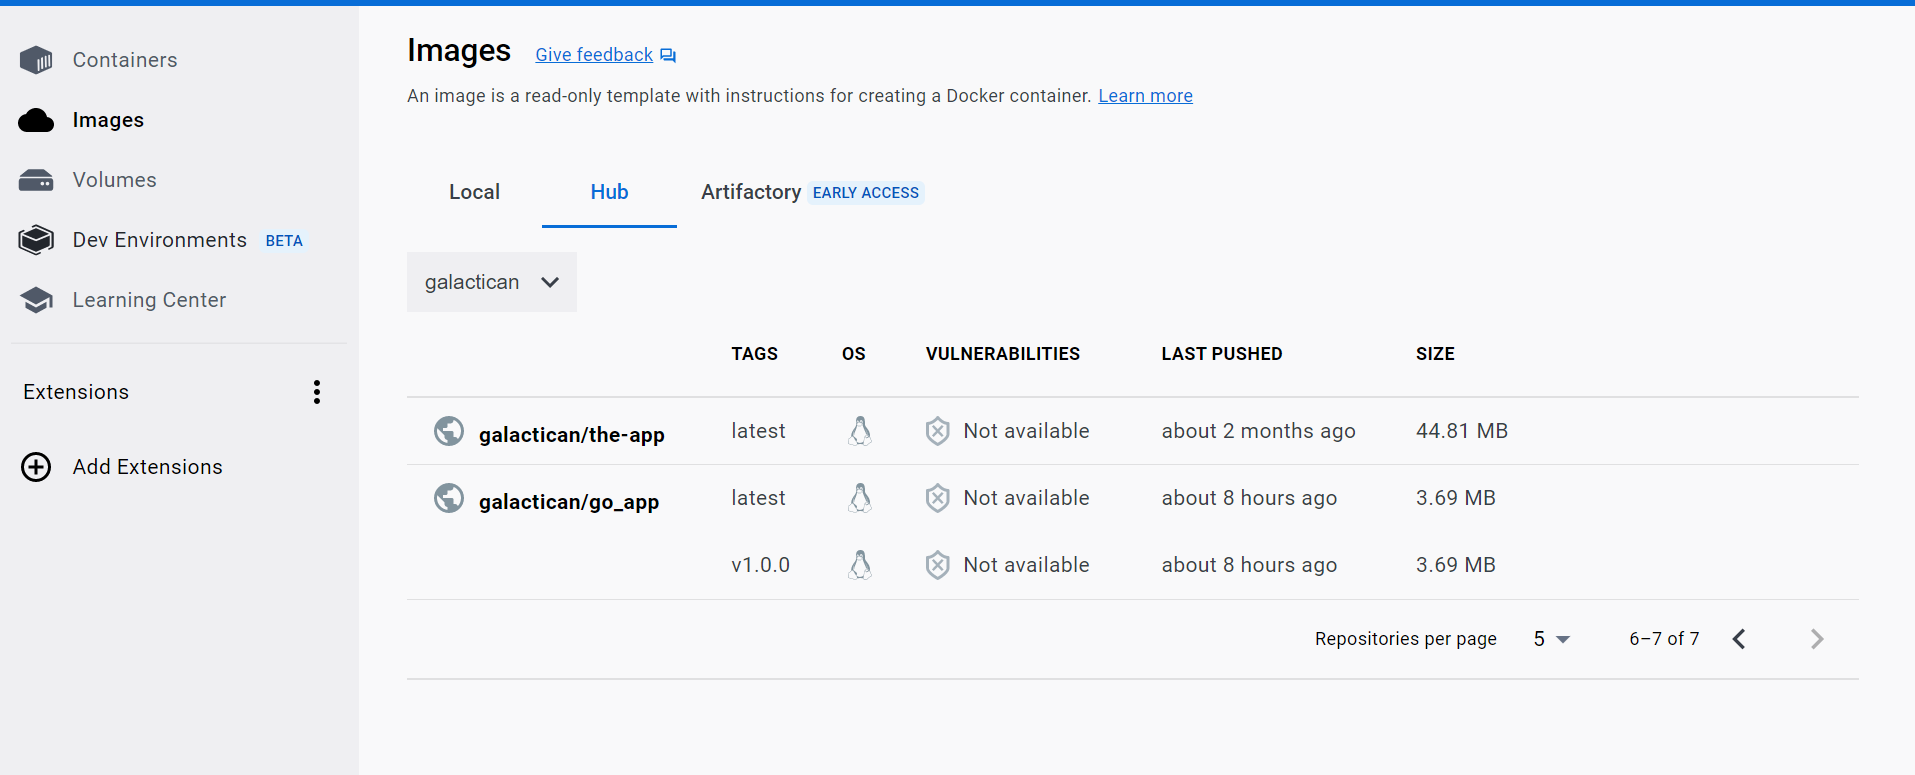 Containers
Images
Volumes
Dev Environments BETA
Learning Center
Extensions
Add Extensions
Images Give feedback
An image is a read-only template with instructions for creating a Docker container. Learn more
Local Hub Artifactory EARLY ACCESS
galactican
TAGS OS VULNERABILITIES LAST PUSHED SIZE
galactican/the-app latest Not available about 2 months ago 44.81 MB
galactican/go_app latest Not available about 8 hours ago 3.69 MB
v1.0.0 Not available about 8 hours ago 3.69 MB
Repositories per page 5 6–7 of 7